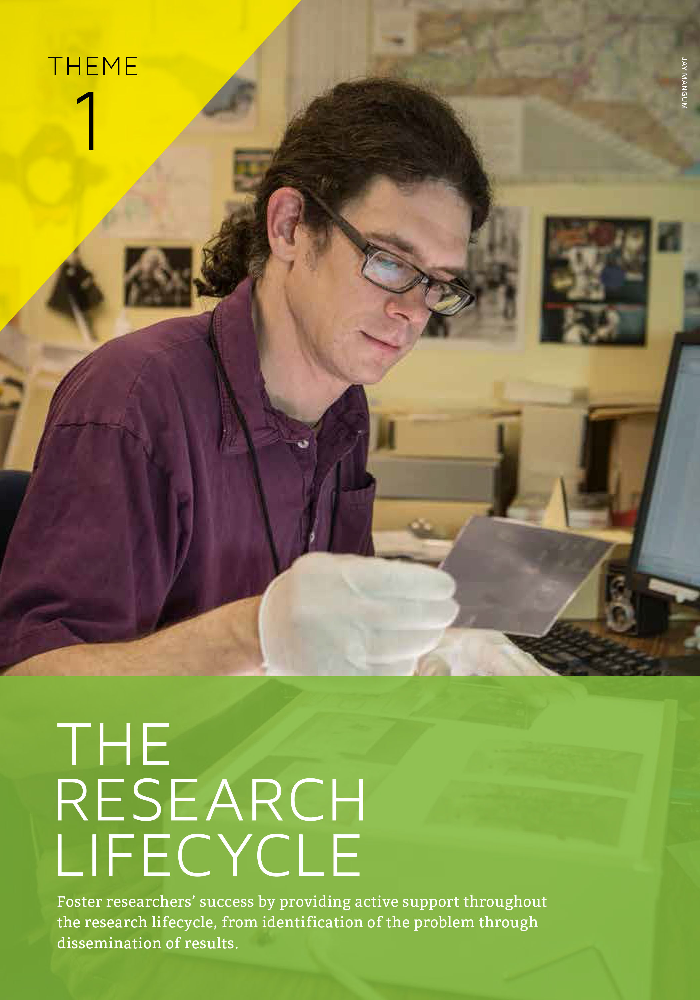 THEME
1
JAY MANGUM
THE
RESEARCH
LIFECYCLE
Foster researchers’ success by providing active support throughout
the research lifecycle, from identification of the problem through
dissemination of results.